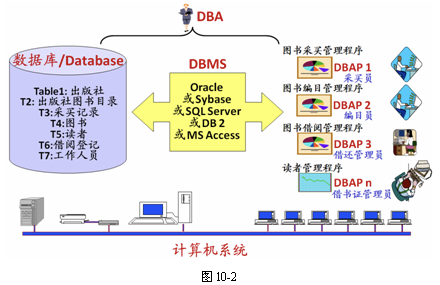 DBA
数据库/Database
Table1: 出版社
T2: 出版社图书目录
T3:采买记录
T4:图书
T5:读者
T6:借阅登记
T7:工作人员
DBMS
Oracle
或Sybase
或SQL Server
或DB 2
或MS Access
图书采买管理程序
DBAP 1
采买员
图书编目管理程序
DBAP 2
编目员
图书借阅管理程序
DBAP 3
借还管理员
读者管理程序
DBAP n
借书证管理员
计算机系统
图 10-2